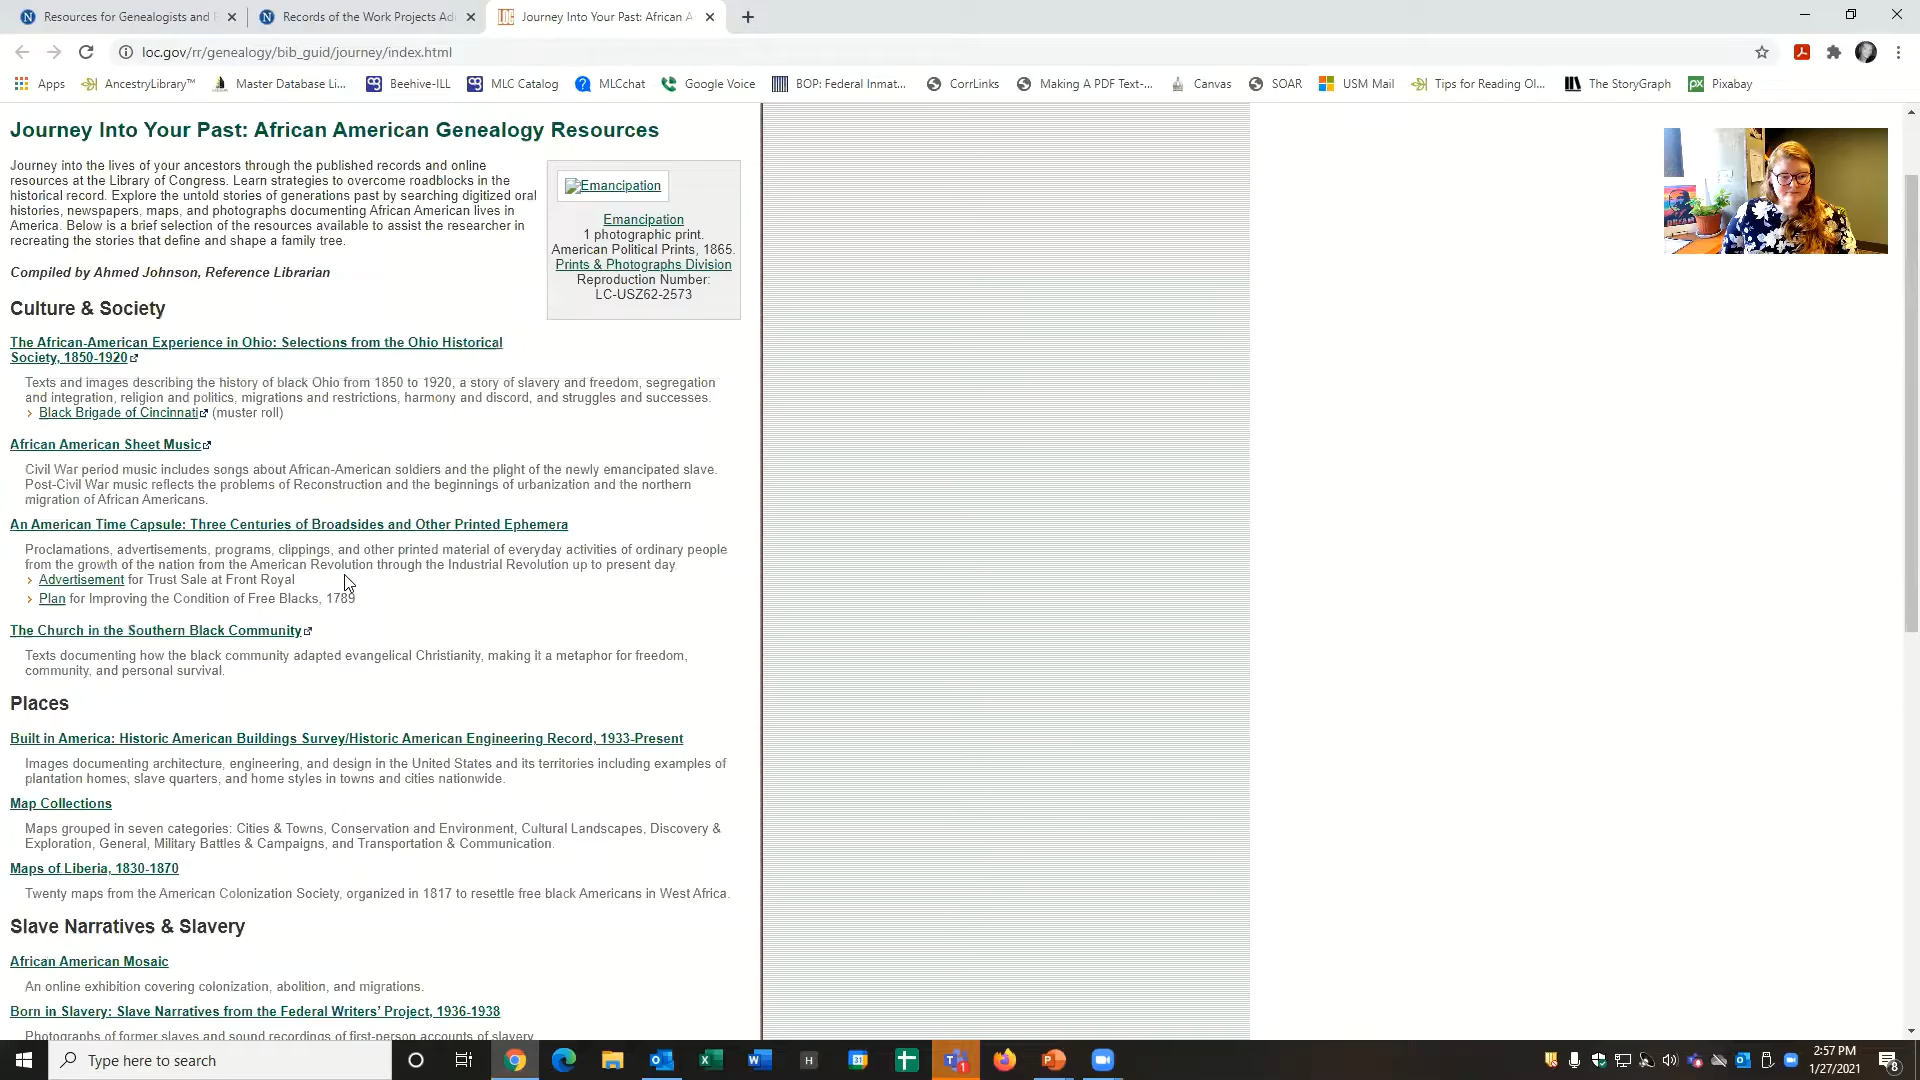 Resources for Genealogists and F
Records of the Work Projects Ad
Journey Into Your Past: African A
loc.gov/rr/genealogy/bib_guid/journey/index.html
Apps
AncestryLibrary™
Master Database Li...
Beehive-ILL
MLC Catalog
MLCchat
Google Voice
BOP: Federal Inmat...
CorrLinks
Making A PDF Text-...
Canvas
SOAR
USM Mail
Tips for Reading Ol...
The StoryGraph
px Pixabay
Journey Into Your Past: African American Genealogy Resources
Journey into the lives of your ancestors through the published records and online
resources at the Library of Congress. Learn strategies to overcome roadblocks in the
historical record. Explore the untold stories of generations past by searching digitized oral
histories, newspapers, maps, and photographs documenting African American lives in
America. Below is a brief selection of the resources available to assist the researcher in
recreating the stories that define and shape a family tree.
Emancipation
Emancipation
1 photographic print.
American Political Prints, 1865.
Prints & Photographs Division
Reproduction Number:
LC-USZ62-2573
Compiled by Ahmed Johnson, Reference Librarian
Culture & Society
The African-American Experience in Ohio: Selections from the Ohio Historical
Society, 1850-1920
Texts and images describing the history of black Ohio from 1850 to 1920, a story of slavery and freedom, segregation
and integration, religion and politics, migrations and restrictions, harmony and discord, and struggles and successes.
› Black Brigade of Cincinnati (muster roll)
African American Sheet Music
Civil War period music includes songs about African-American soldiers and the plight of the newly emancipated slave.
Post-Civil War music reflects the problems of Reconstruction and the beginnings of urbanization and the northern
migration of African Americans.
An American Time Capsule: Three Centuries of Broadsides and Other Printed Ephemera
Proclamations, advertisements, programs, clippings, and other printed material of everyday activities of ordinary people
from the growth of the nation from the American Revolution through the Industrial Revolution up to present day.
› Advertisement for Trust Sale at Front Royal
› Plan for Improving the Condition of Free Blacks, 1789
The Church in the Southern Black Community
Texts documenting how the black community adapted evangelical Christianity, making it a metaphor for freedom,
community, and personal survival.
Places
Built in America: Historic American Buildings Survey/Historic American Engineering Record, 1933-Present
Images documenting architecture, engineering, and design in the United States and its territories including examples of
plantation homes, slave quarters, and home styles in towns and cities nationwide.
Map Collections
Maps grouped in seven categories: Cities & Towns, Conservation and Environment, Cultural Landscapes, Discovery &
Exploration, General, Military Battles & Campaigns, and Transportation & Communication.
Maps of Liberia, 1830-1870
Twenty maps from the American Colonization Society, organized in 1817 to resettle free black Americans in West Africa.
Slave Narratives & Slavery
African American Mosaic
An online exhibition covering colonization, abolition, and migrations.
Born in Slavery: Slave Narratives from the Federal Writers' Project, 1936-1938
Photographs of former slaves and sound recordings of first-person accounts of slavery
Type here to search
2:57 PM
1/27/2021
8